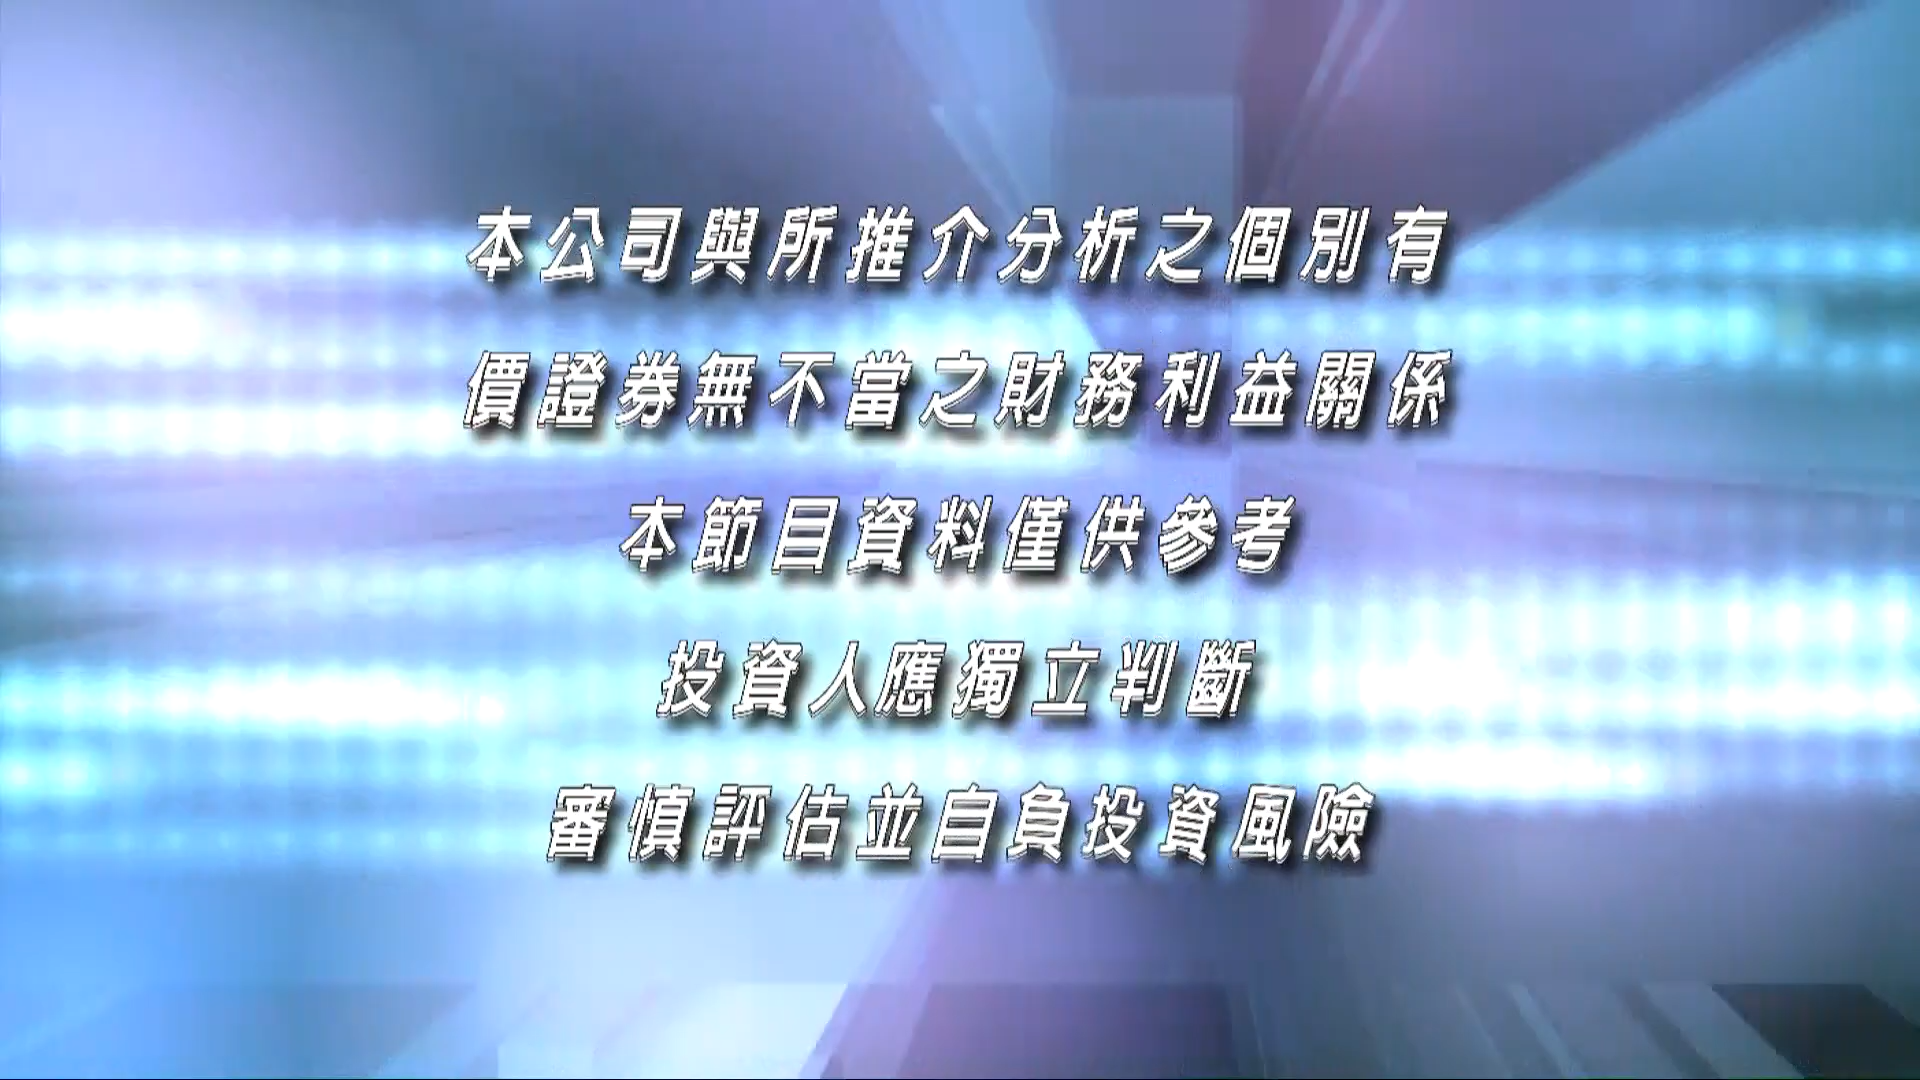 本公司與所推介分析之個別有
價證券無不當之財務利益關係
本節目資料僅供參考
投資人應獨立判斷
審慎評估並自負投資風險